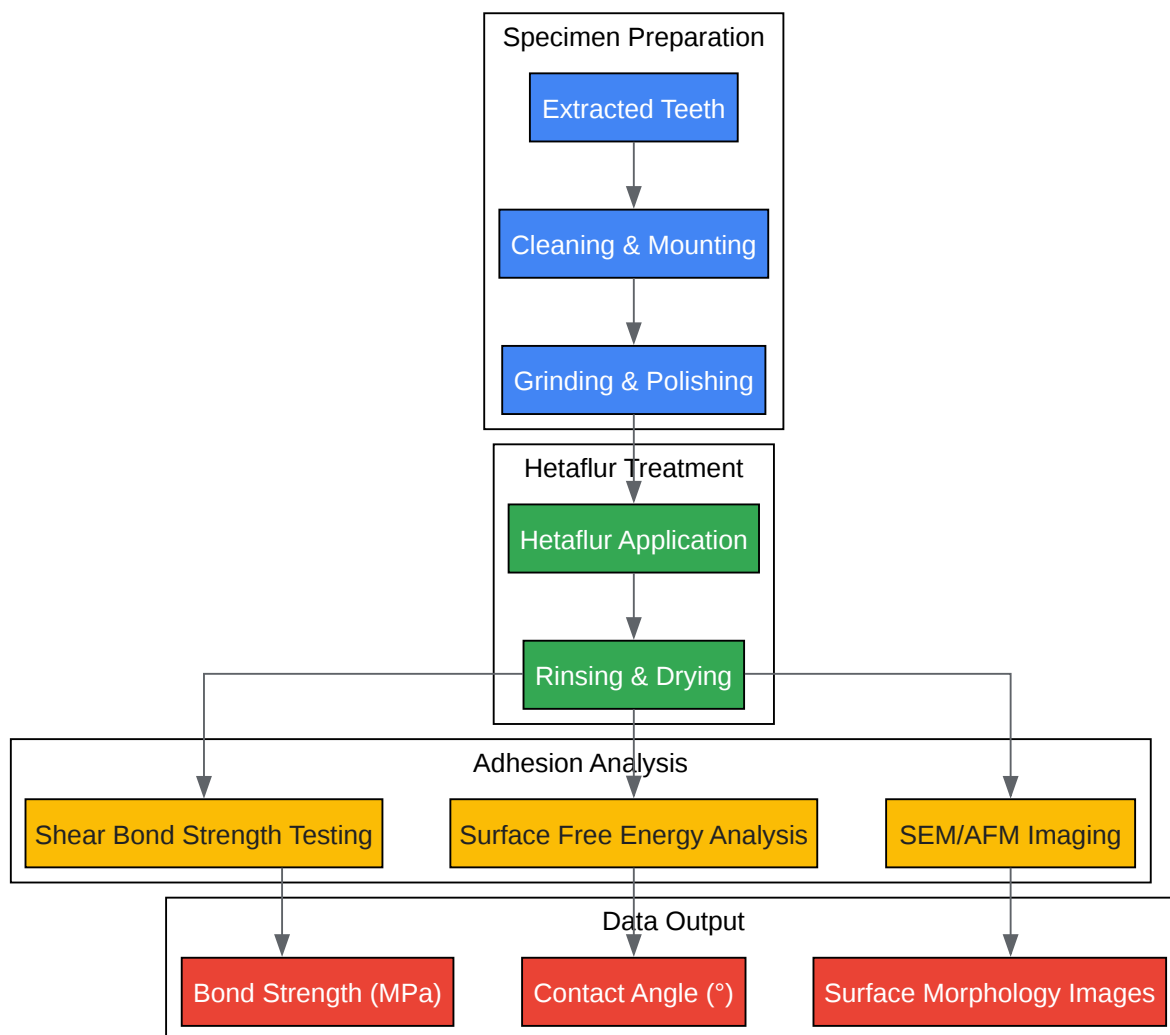 Specimen Preparation
Extracted Teeth
Cleaning & Mounting
Grinding & Polishing
Hetaflur Treatment
Hetaflur Application
Rinsing & Drying
Adhesion Analysis
Shear Bond Strength Testing
Surface Free Energy Analysis
SEM/AFM Imaging
Data Output
Bond Strength (MPa)
Contact Angle (°)
Surface Morphology Images